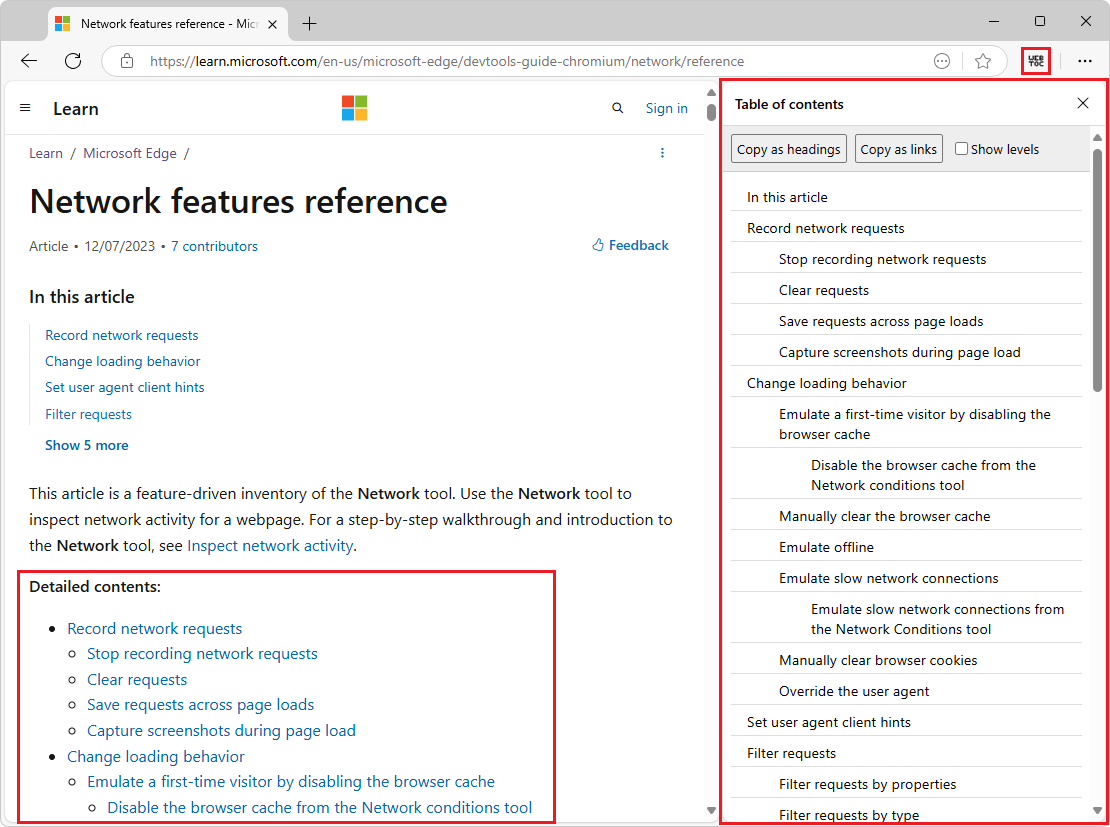 Network features reference - Mic
https://learn.microsoft.com/en-us/microsoft-edge/devtools-guide-chromium/network/reference
WEB
TOC
Learn
Sign in
Learn / Microsoft Edge /
Network features reference
Article • 12/07/2023 • 7 contributors
Feedback
In this article
Record network requests
Change loading behavior
Set user agent client hints
Filter requests
Show 5 more
This article is a feature-driven inventory of the Network tool. Use the Network tool to
inspect network activity for a webpage. For a step-by-step walkthrough and introduction to
the Network tool, see Inspect network activity.
Detailed contents:
Record network requests
Stop recording network requests
Clear requests
Save requests across page loads
Capture screenshots during page load
Change loading behavior
Emulate a first-time visitor by disabling the browser cache
Disable the browser cache from the Network conditions tool
Table of contents
Copy as headings
Copy as links
Show levels
In this article
Record network requests
Stop recording network requests
Clear requests
Save requests across page loads
Capture screenshots during page load
Change loading behavior
Emulate a first-time visitor by disabling the
browser cache
Disable the browser cache from the
Network conditions tool
Manually clear the browser cache
Emulate offline
Emulate slow network connections
Emulate slow network connections from
the Network Conditions tool
Manually clear browser cookies
Override the user agent
Set user agent client hints
Filter requests
Filter requests by properties
Filter requests by type